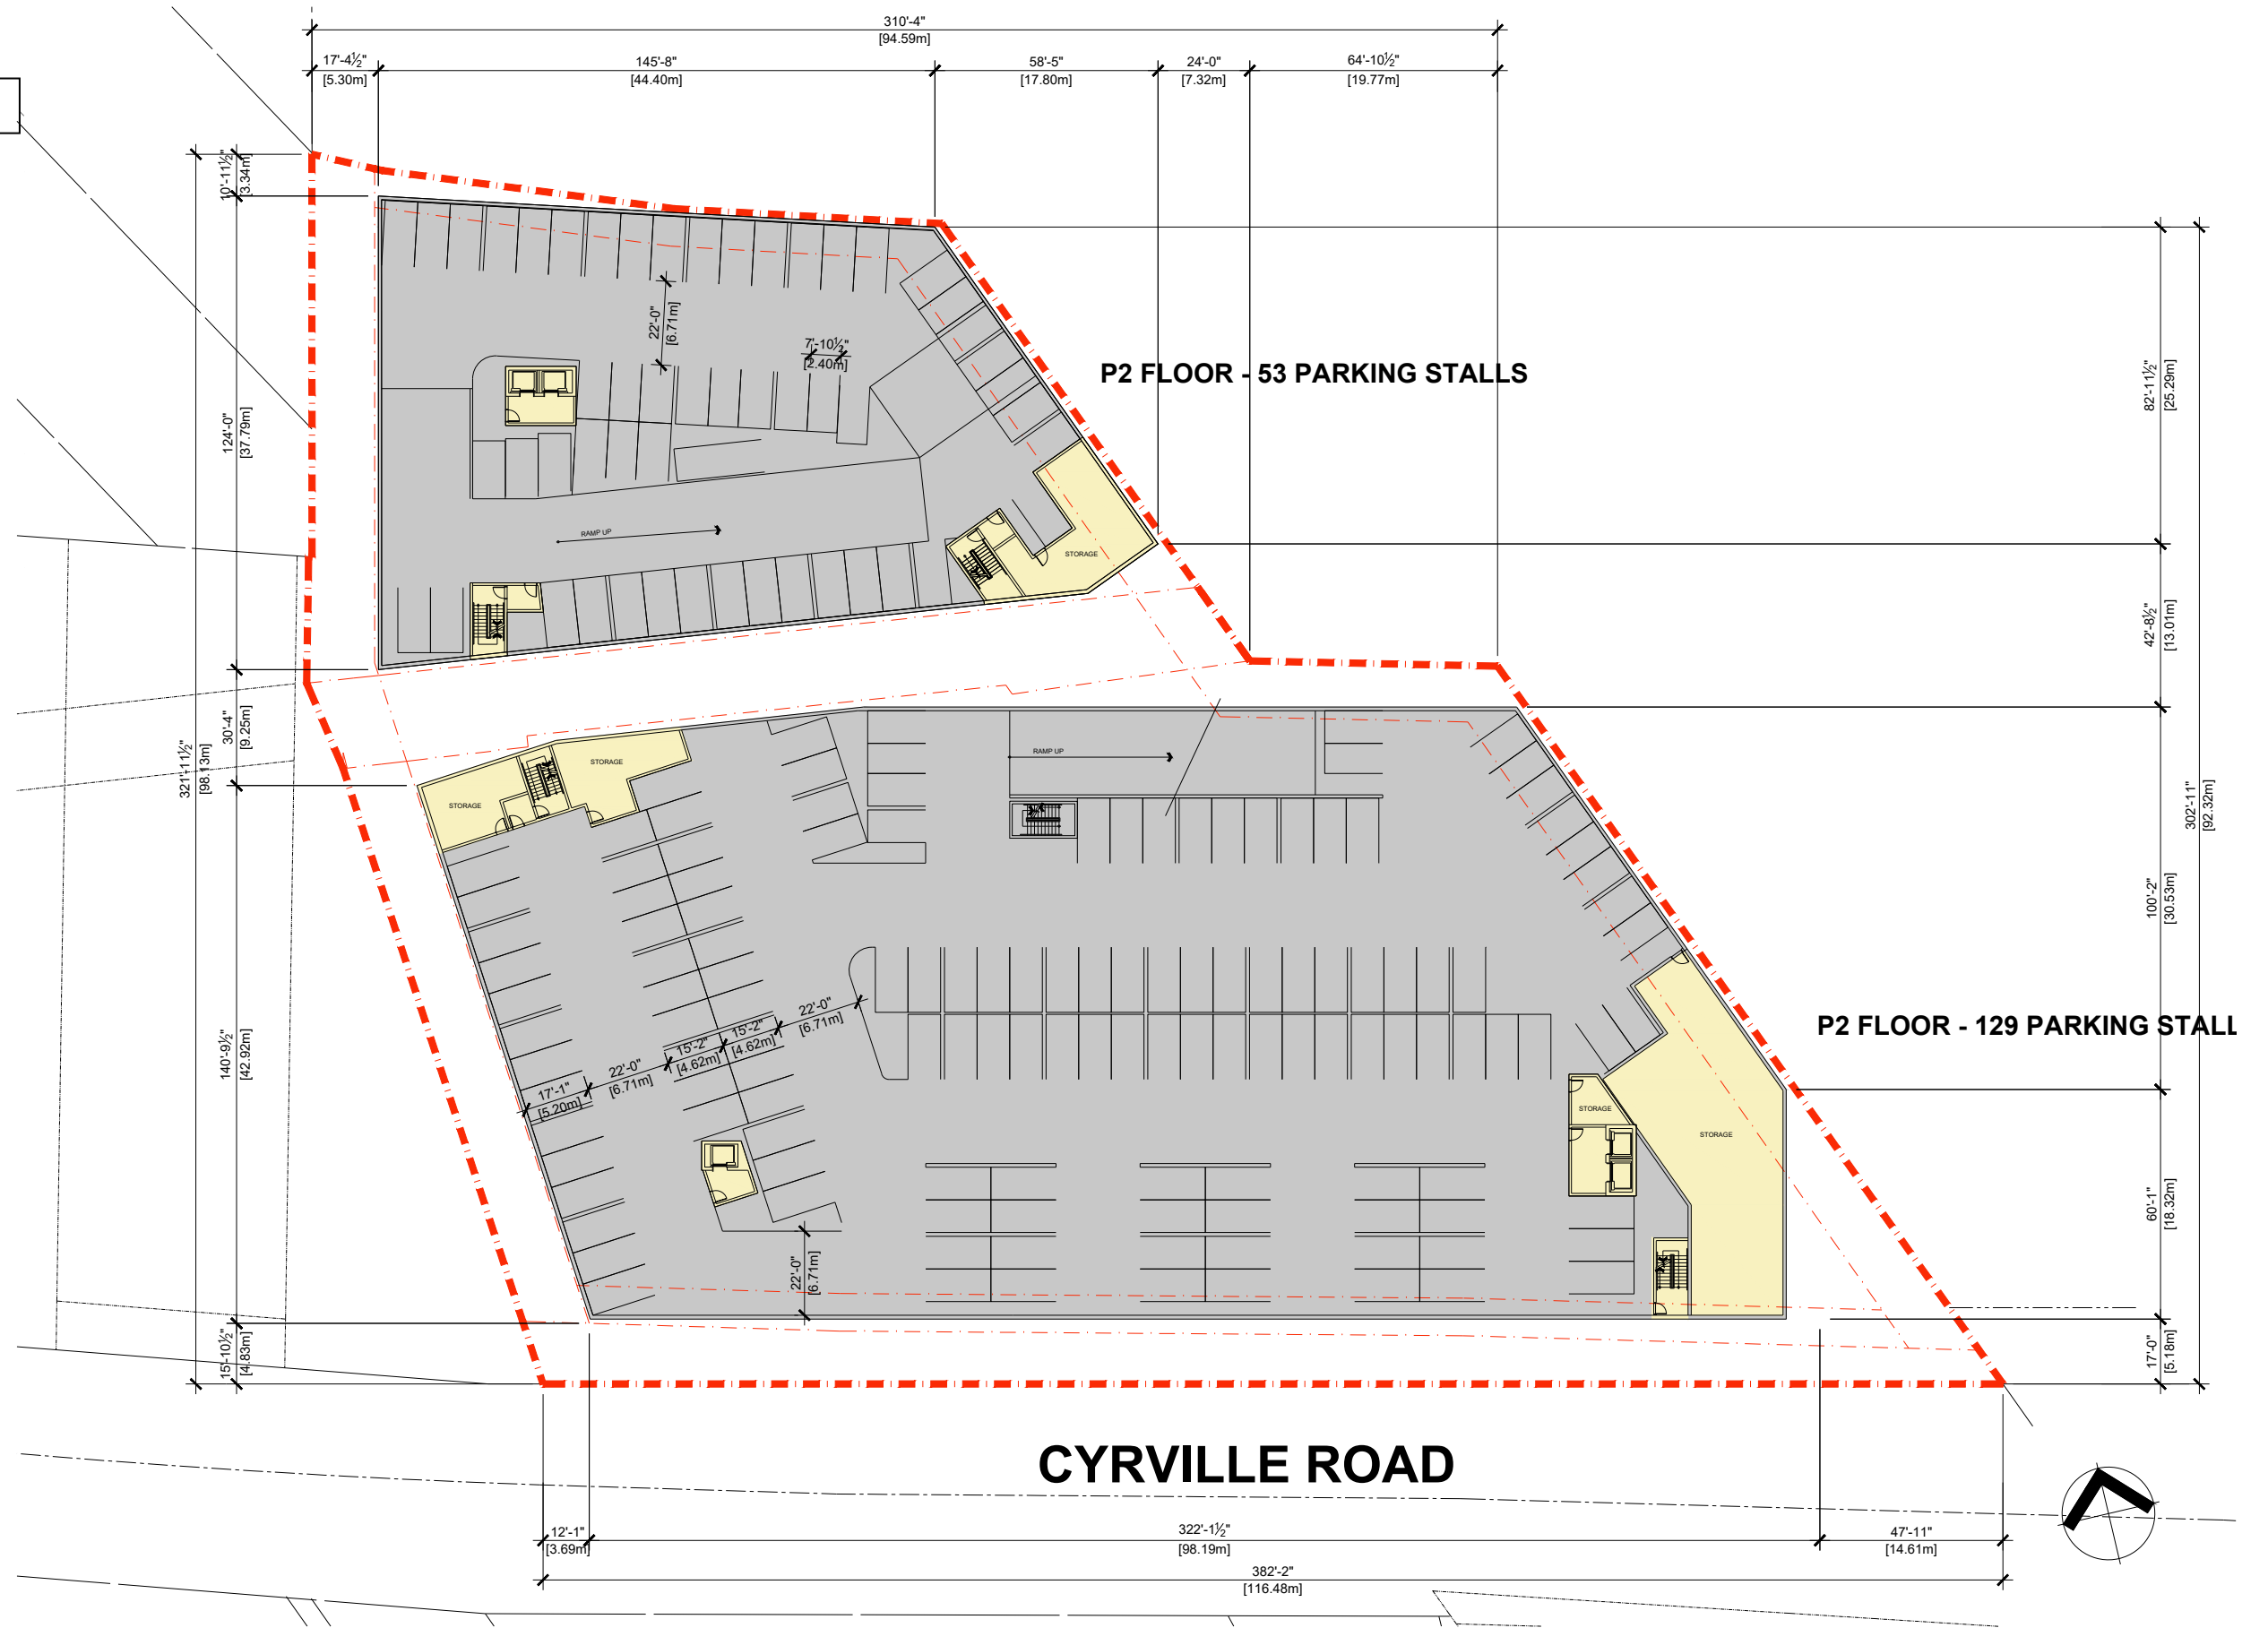 310'-4"
[94.59m]
17'-4½"
[5.30m]
145'-8"
[44.40m]
58'-5"
[17.80m]
24'-0"
[7.32m]
64'-10½"
[19.77m]
10'-11½"
[3.34m]
124'-0"
[37.79m]
30'-4"
[9.25m]
321'-11½"
[98.13m]
140'-9½"
[42.92m]
15'-10½"
[4.83m]
22'-0"
[6.71m]
7'-10½"
[2.40m]
P2 FLOOR - 53 PARKING STALLS
RAMP UP
STORAGE
82'-11½"
[25.29m]
42'-8½"
[13.01m]
100'-2"
[30.53m]
302'-11"
[92.32m]
60'-1"
[18.32m]
17'-0"
[5.18m]
STORAGE
STORAGE
RAMP UP
P2 FLOOR - 129 PARKING STALL
17'-1"
[5.20m]
22'-0"
[6.71m]
15'-2"
[4.62m]
15'-2"
[4.62m]
22'-0"
[6.71m]
STORAGE
STORAGE
22'-0"
[6.71m]
CYRVILLE ROAD
12'-1"
[3.69m]
322'-1½"
[98.19m]
47'-11"
[14.61m]
382'-2"
[116.48m]